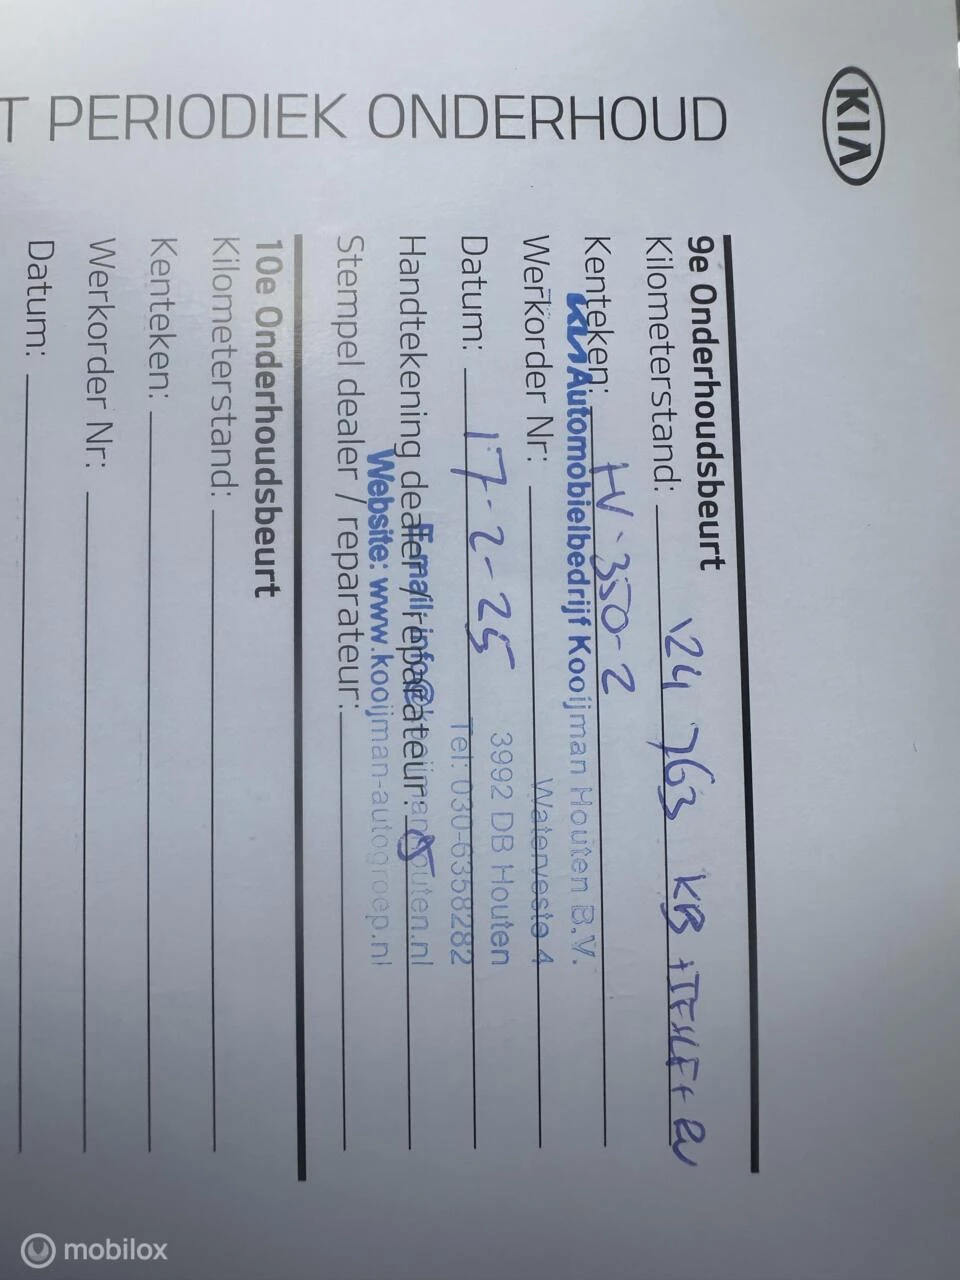 KIA
T PERIODIEK ONDERHOUD
9e Onderhoudsbeurt
Kilometerstand: 124 763 KB
Kenteken: 350-2
Automobielbedrijf Kooijman Houten B.V.
Werkorder Nr:
Waterveste 4
3992 DB Houten
Datum: 17-2-25
Tel: 030-6358282
Handtekening dealer / reparateur:
E-mail: info@kooijmanhouten.nl
Website: www.kooijman-autogroep.nl
Stempel dealer / reparateur:
10e Onderhoudsbeurt
Kilometerstand:
Kenteken:
Werkorder Nr:
Datum:
mobilox